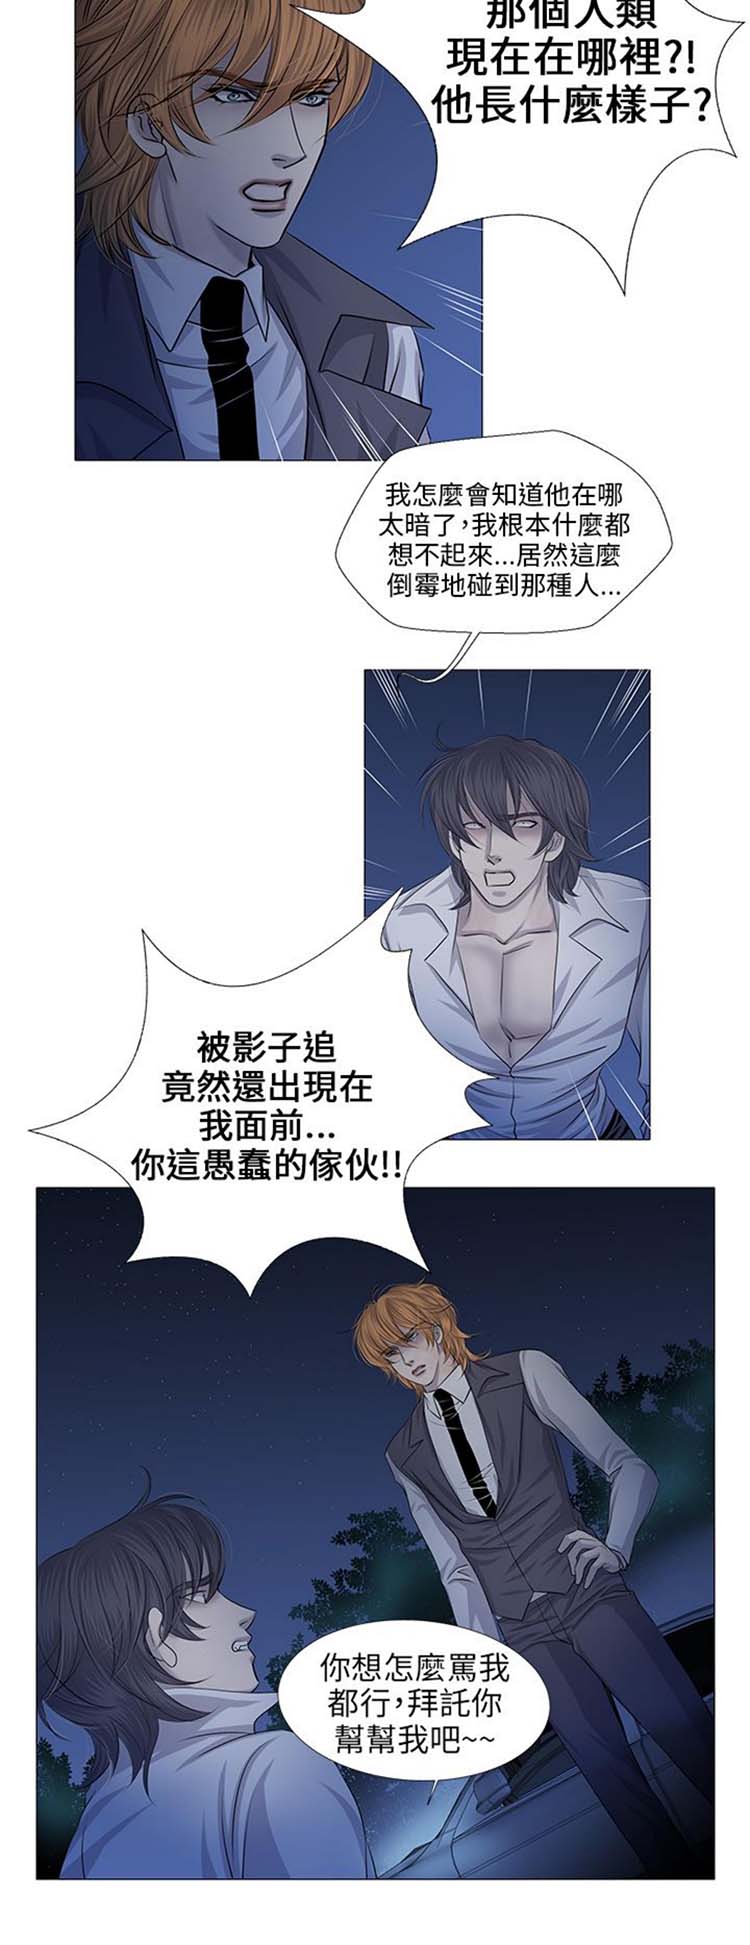 那個人類
現在在哪裡?!
他長什麼樣子?
我怎麼會知道他在哪
太暗了,我根本什麼都
想不起來...居然這麼
倒霉地碰到那種人...
被影子追
竟然還出現在
我面前...
你這愚蠢的傢伙!!
你想怎麼罵我
都行,拜託你
幫幫我吧~~